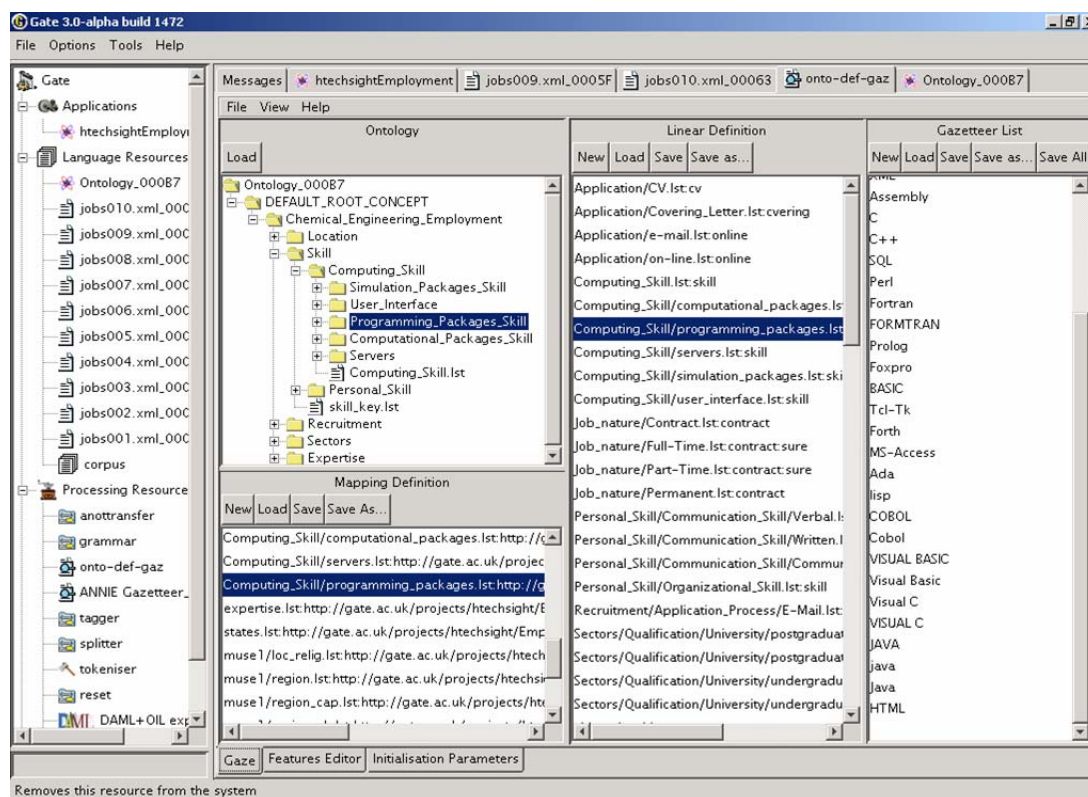 Gate 3.0-alpha build 1472
File Options Tools Help
Gate
Applications
htechsightEmploy
Language Resources
Ontology_000B7
jobs010.xml_000
jobs009.xml_000
jobs008.xml_000
jobs007.xml_000
jobs006.xml_000
jobs005.xml_000
jobs004.xml_000
jobs003.xml_000
jobs002.xml_000
jobs001.xml_000
corpus
Processing Resource
anottransfer
grammar
onto-def-gaz
ANNIE Gazetteer_
tagger
splitter
tokeniser
reset
DAML DAML+OIL exp
Messages htechsightEmployment jobs009.xml_0005F jobs010.xml_00063 onto-def-gaz Ontology_000B7
File View Help
Ontology
Load
Ontology_000B7
DEFAULT_ROOT_CONCEPT
Chemical_Engineering_Employment
Location
Skill
Computing_Skill
Simulation_Packages_Skill
User_Interface
Programming_Packages_Skill
Computational_Packages_Skill
Servers
Computing_Skill.lst
Personal_Skill
skill_key.lst
Recruitment
Sectors
Expertise
Mapping Definition
New Load Save Save As...
Computing_Skill/computational_packages.lst:http://g
Computing_Skill/servers.lst:http://gate.ac.uk/projec
Computing_Skill/programming_packages.lst:http://g
expertise.lst:http://gate.ac.uk/projects/htechsight/E
states.lst:http://gate.ac.uk/projects/htechsight/Emp
muse1/loc_relig.lst:http://gate.ac.uk/projects/htech
muse1/region.lst:http://gate.ac.uk/projects/htechsi
muse1/region_cap.lst:http://gate.ac.uk/projects/hte
Linear Definition
New Load Save Save as...
Application/CV.lst:cv
Application/Covering_Letter.lst:cvering
Application/e-mail.lst:online
Application/on-line.lst:online
Computing_Skill.lst:skill
Computing_Skill/computational_packages.ls
Computing_Skill/programming_packages.lst
Computing_Skill/servers.lst:skill
Computing_Skill/simulation_packages.lst:ski
Computing_Skill/user_interface.lst:skill
Job_nature/Contract.lst:contract
Job_nature/Full-Time.lst:contract:sure
Job_nature/Part-Time.lst:contract:sure
Job_nature/Permanent.lst:contract
Personal_Skill/Communication_Skill/Verbal.l
Personal_Skill/Communication_Skill/Written.l
Personal_Skill/Communication_Skill/Commur
Personal_Skill/Organizational_Skill.lst:skill
Recruitment/Application_Process/E-Mail.lst:
Sectors/Qualification/University/postgradua
Sectors/Qualification/University/postgradua
Sectors/Qualification/University/undergradu
Sectors/Qualification/University/undergradu
Gazetteer List
New Load Save Save as... Save All
XML
Assembly
C
C++
SQL
Perl
Fortran
FORMTRAN
Prolog
Foxpro
BASIC
Tcl-Tk
Forth
MS-Access
Ada
lisp
COBOL
Cobol
VISUAL BASIC
Visual Basic
Visual C
VISUAL C
JAVA
java
Java
HTML
Gaze Features Editor Initialisation Parameters
Removes this resource from the system